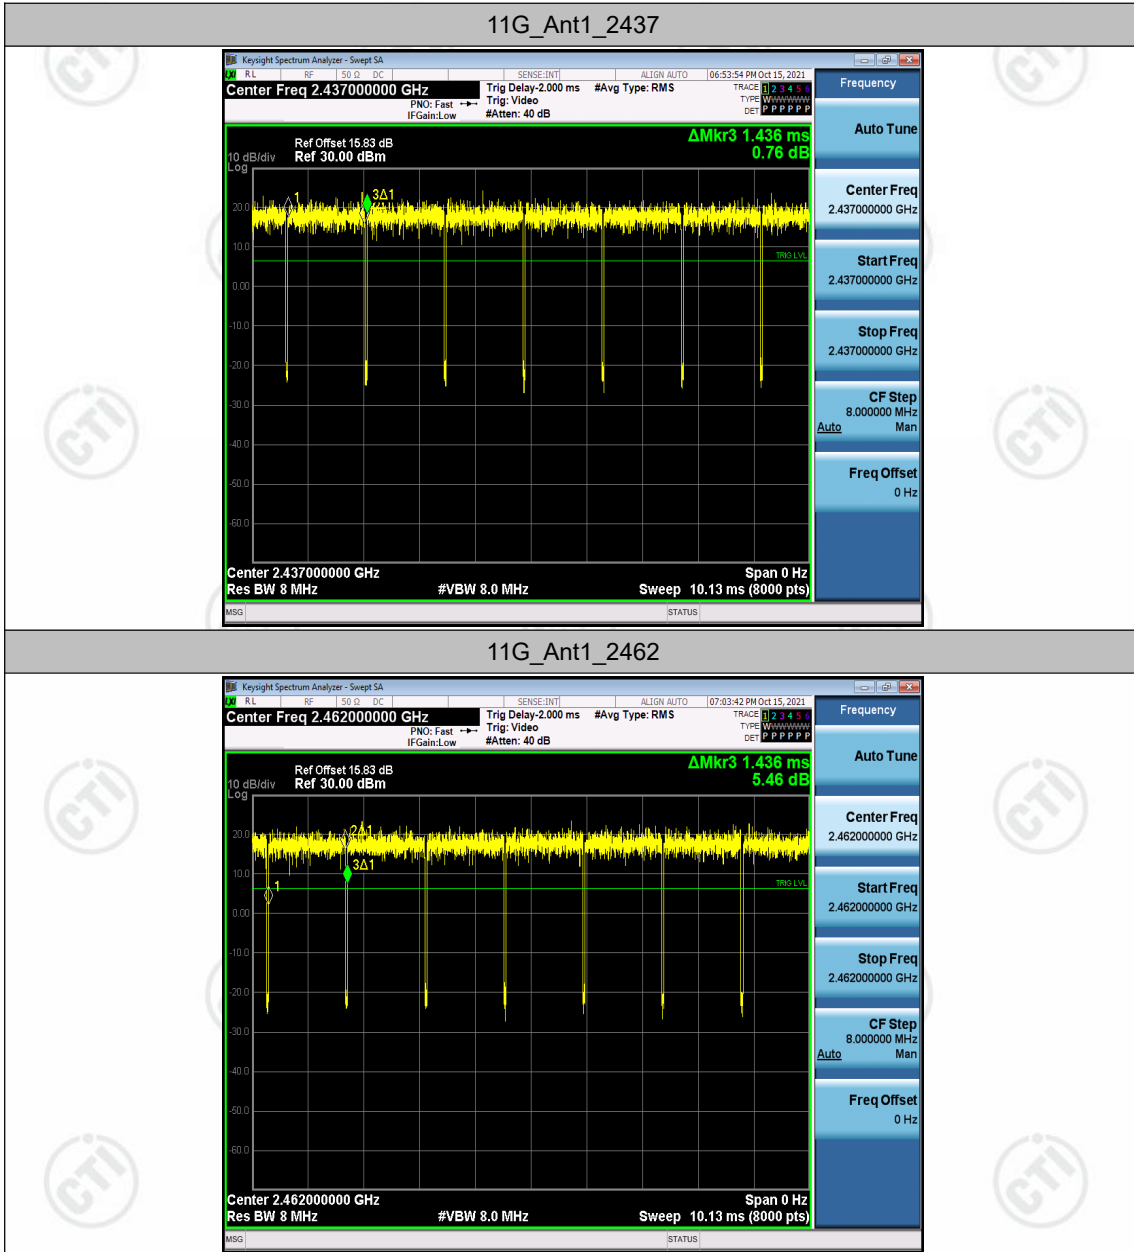 11G_Ant1_2437
Keysight Spectrum Analyzer - Swept SA
LXI RL RF 50 Ω DC SENSE:INT ALIGN AUTO 06:53:54 PM Oct 15, 2021
Center Freq 2.437000000 GHz
PNO: Fast
IFGain:Low
Trig Delay-2.000 ms
Trig: Video
#Atten: 40 dB
#Avg Type: RMS
TRACE 1 2 3 4 5 6
TYPE WWWWWW
DET P P P P P P
Ref Offset 15.83 dB
10 dB/div Ref 30.00 dBm
Log
ΔMkr3 1.436 ms
0.76 dB
1
3Δ1
20.0
10.0
TRIG LVL
0.00
-10.0
-20.0
-30.0
-40.0
-50.0
-60.0
Center 2.437000000 GHz Span 0 Hz
Res BW 8 MHz #VBW 8.0 MHz Sweep 10.13 ms (8000 pts)
MSG STATUS
Frequency
Auto Tune
Center Freq
2.437000000 GHz
Start Freq
2.437000000 GHz
Stop Freq
2.437000000 GHz
CF Step
8.000000 MHz
Auto Man
Freq Offset
0 Hz
11G_Ant1_2462
Keysight Spectrum Analyzer - Swept SA
LXI RL RF 50 Ω DC SENSE:INT ALIGN AUTO 07:03:42 PM Oct 15, 2021
Center Freq 2.462000000 GHz
PNO: Fast
IFGain:Low
Trig Delay-2.000 ms
Trig: Video
#Atten: 40 dB
#Avg Type: RMS
TRACE 1 2 3 4 5 6
TYPE WWWWWW
DET P P P P P P
Ref Offset 15.83 dB
10 dB/div Ref 30.00 dBm
Log
ΔMkr3 1.436 ms
5.46 dB
20.0
2Δ1
3Δ1
10.0
1
TRIG LVL
0.00
-10.0
-20.0
-30.0
-40.0
-50.0
-60.0
Center 2.462000000 GHz Span 0 Hz
Res BW 8 MHz #VBW 8.0 MHz Sweep 10.13 ms (8000 pts)
MSG STATUS
Frequency
Auto Tune
Center Freq
2.462000000 GHz
Start Freq
2.462000000 GHz
Stop Freq
2.462000000 GHz
CF Step
8.000000 MHz
Auto Man
Freq Offset
0 Hz
CTI
CTI
CTI
CTI
CTI
CTI
CTI
CTI